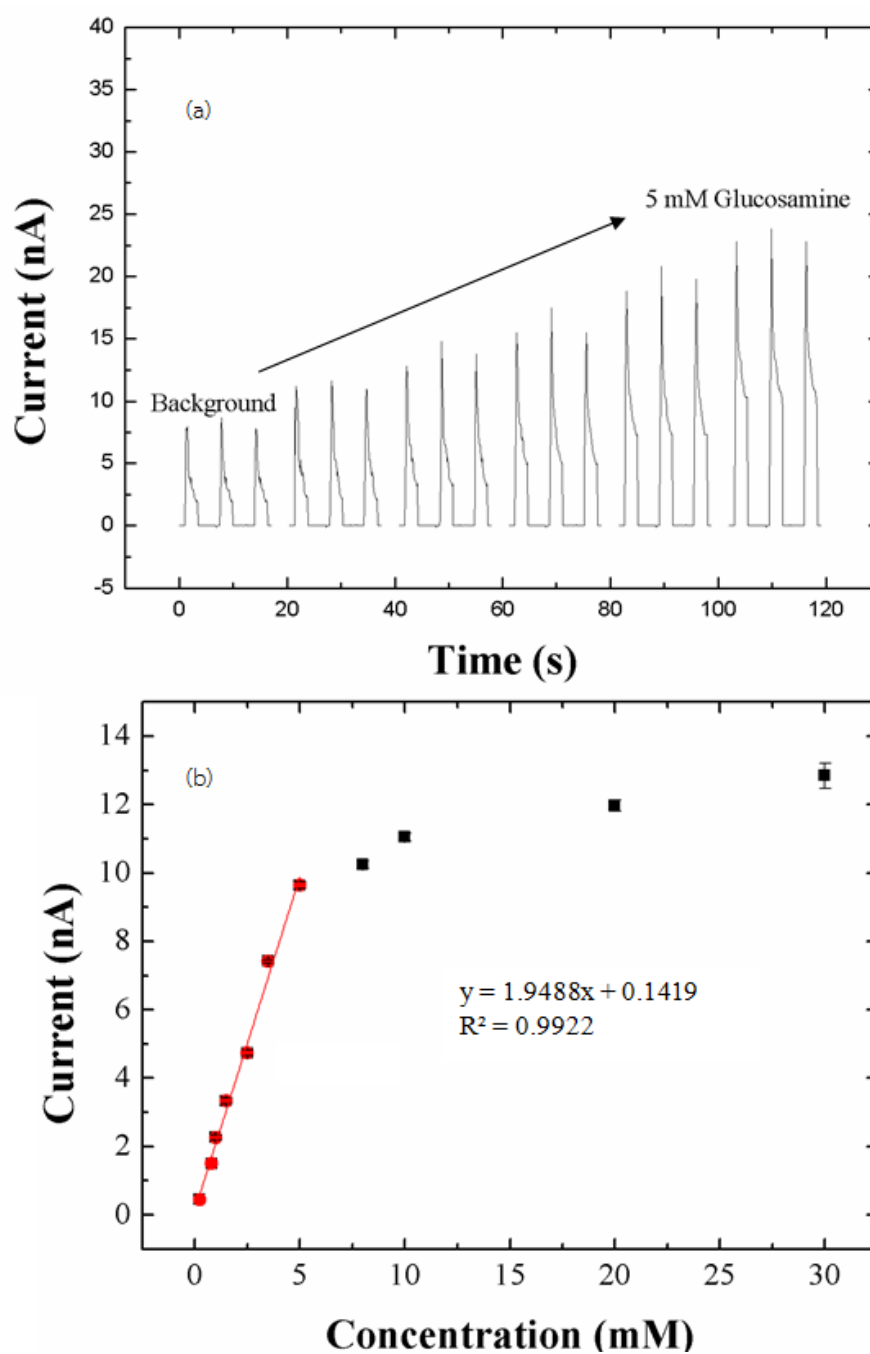 40
35
30
25
20
15
10
5
0
-5
Current (nA)
(a)
5 mM Glucosamine
Background
0 20 40 60 80 100 120
Time (s)
14
12
10
8
6
4
2
0
Current (nA)
(b)
y = 1.9488x + 0.1419
R² = 0.9922
0 5 10 15 20 25 30
Concentration (mM)